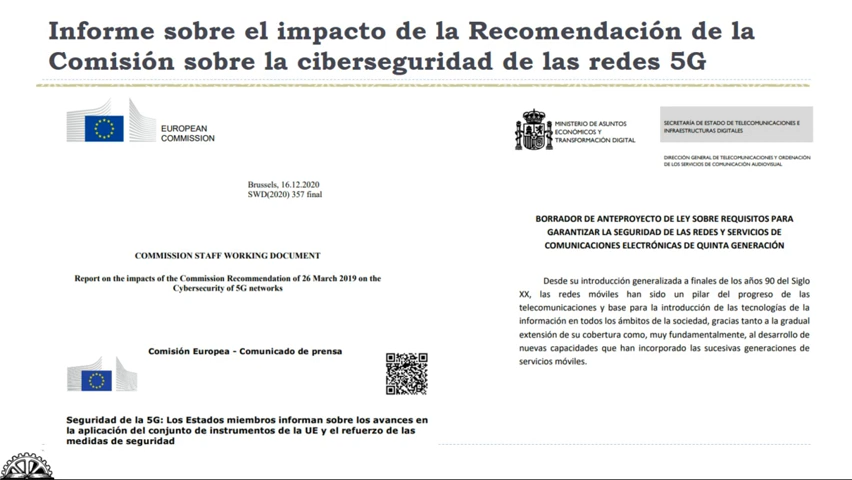 Informe sobre el impacto de la Recomendación de la
Comisión sobre la ciberseguridad de las redes 5G
EUROPEAN
COMMISSION
Brussels, 16.12.2020
SWD(2020) 357 final
COMMISSION STAFF WORKING DOCUMENT
Report on the impacts of the Commission Recommendation of 26 March 2019 on the
Cybersecurity of 5G networks
Comisión Europea - Comunicado de prensa
Seguridad de la 5G: Los Estados miembros informan sobre los avances en
la aplicación del conjunto de instrumentos de la UE y el refuerzo de las
medidas de seguridad
MINISTERIO DE ASUNTOS
ECONÓMICOS Y
TRANSFORMACIÓN DIGITAL
SECRETARÍA DE ESTADO DE TELECOMUNICACIONES E
INFRAESTRUCTURAS DIGITALES
DIRECCIÓN GENERAL DE TELECOMUNICACIONES Y ORDENACIÓN
DE LOS SERVICIOS DE COMUNICACIÓN AUDIOVISUAL
BORRADOR DE ANTEPROYECTO DE LEY SOBRE REQUISITOS PARA
GARANTIZAR LA SEGURIDAD DE LAS REDES Y SERVICIOS DE
COMUNICACIONES ELECTRÓNICAS DE QUINTA GENERACIÓN
Desde su introducción generalizada a finales de los años 90 del Siglo
XX, las redes móviles han sido un pilar del progreso de las
telecomunicaciones y base para la introducción de las tecnologías de la
información en todos los ámbitos de la sociedad, gracias tanto a la gradual
extensión de su cobertura como, muy fundamentalmente, al desarrollo de
nuevas capacidades que han incorporado las sucesivas generaciones de
servicios móviles.